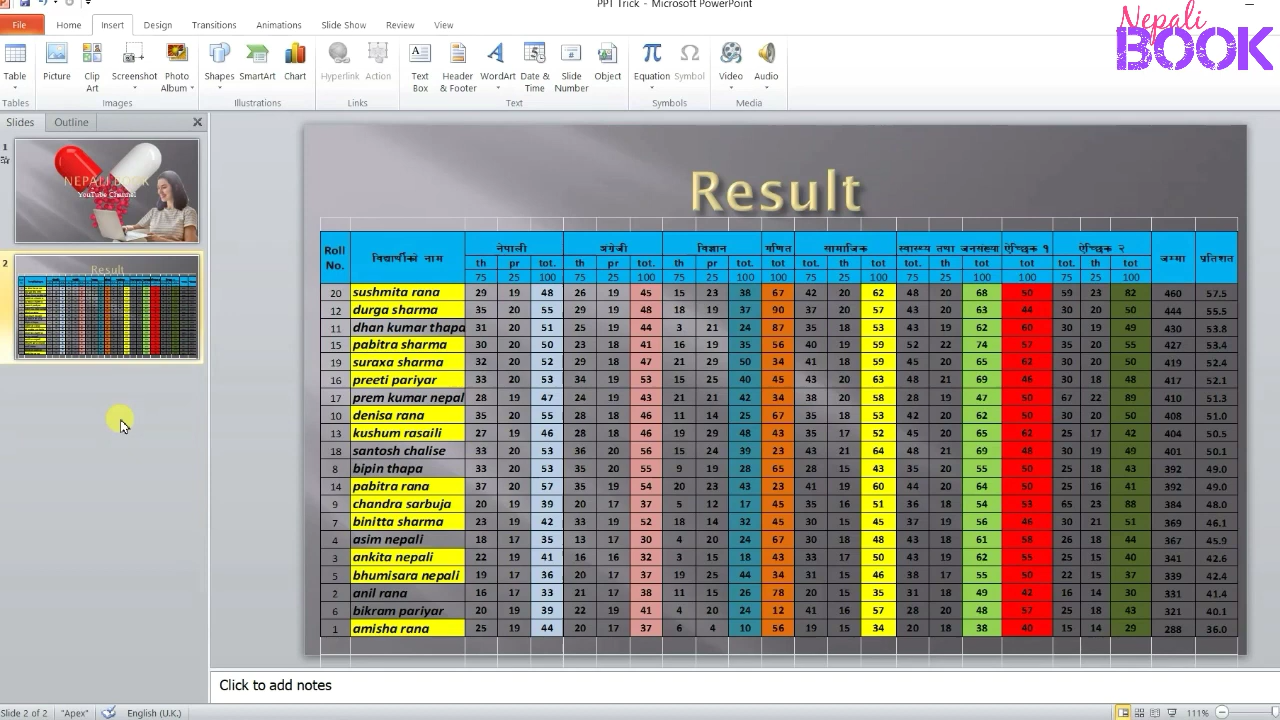 PPT Trick - Microsoft PowerPoint
Nepali
BOOK
File Home Insert Design Transitions Animations Slide Show Review View
Table Picture Clip Art Screenshot Photo Album Shapes SmartArt Chart Hyperlink Action Text Box Header & Footer WordArt Date & Time Slide Number Object Equation Symbol Video Audio
Tables Images Illustrations Links Text Symbols Media
Slides Outline
1
NEPALI BOOK
YouTube Channel
2
Result
Result
Roll No. विद्यार्थीको नाम नेपाली अग्रेजी विज्ञान गणित सामाजिक स्वास्थ्य तथा जनसंख्या ऐच्छिक १ ऐच्छिक २ जम्मा प्रतिशत
th pr tot. th pr tot. th pr tot. tot th th tot th th tot tot th th tot
75 25 100 75 25 100 75 25 100 100 75 25 100 75 25 100 100 75 25 100
20 sushmita rana 29 19 48 26 19 45 15 23 38 67 42 20 62 48 20 68 50 59 23 82 460 57.5
12 durga sharma 35 20 55 29 19 48 18 19 37 90 37 20 57 43 20 63 44 30 20 50 444 55.5
11 dhan kumar thapa 31 20 51 25 19 44 3 21 24 87 35 18 53 43 19 62 60 30 19 49 430 53.8
15 pabitra sharma 30 20 50 23 18 41 16 19 35 56 40 19 59 52 22 74 57 35 20 55 427 53.4
19 suraxa sharma 32 20 52 29 18 47 21 29 50 34 41 18 59 45 20 65 62 30 20 50 419 52.4
16 preeti pariyar 33 20 53 34 19 53 15 25 40 45 43 20 63 48 21 69 46 30 18 48 417 52.1
17 prem kumar nepal 28 19 47 24 19 43 21 21 42 34 38 20 58 28 19 47 50 67 22 89 410 51.3
10 denisa rana 35 20 55 28 18 46 11 14 25 67 35 18 53 42 20 62 50 30 20 50 408 51.0
13 kushum rasaili 27 19 46 28 18 46 19 29 48 43 35 17 52 45 20 65 62 25 17 42 404 50.5
18 santosh chalise 33 20 53 36 20 56 15 24 39 23 43 21 64 48 21 69 48 30 19 49 401 50.1
8 bipin thapa 33 20 53 35 20 55 9 19 28 65 28 15 43 35 20 55 50 25 18 43 392 49.0
14 pabitra rana 37 20 57 35 19 54 20 23 43 23 41 19 60 44 20 64 50 25 16 41 392 49.0
9 chandra sarbuja 19 20 39 20 17 37 5 12 17 45 35 16 51 36 18 54 53 65 23 88 384 48.0
7 binitta sharma 23 19 42 33 19 52 18 14 32 45 30 15 45 37 19 56 46 30 21 51 369 46.1
4 asim nepali 18 17 35 13 17 30 4 20 24 67 30 18 48 43 18 61 58 26 18 44 367 45.9
3 ankita nepali 22 19 41 16 16 32 3 15 18 43 33 17 50 43 19 62 55 25 15 40 341 42.6
5 bhumisara nepali 19 17 36 20 17 37 19 25 44 34 31 15 46 38 17 55 50 22 15 37 339 42.4
2 anil rana 16 17 33 21 17 38 11 15 26 78 20 15 35 31 18 49 42 16 14 30 331 41.4
6 bikram pariyar 20 19 39 22 19 41 4 20 24 12 41 16 57 28 20 48 57 25 18 43 321 40.1
1 amisha rana 25 19 44 20 17 37 6 4 10 56 19 15 34 20 18 38 40 15 14 29 288 36.0
Click to add notes
Slide 2 of 2 "Apex" English (U.K.) 111%